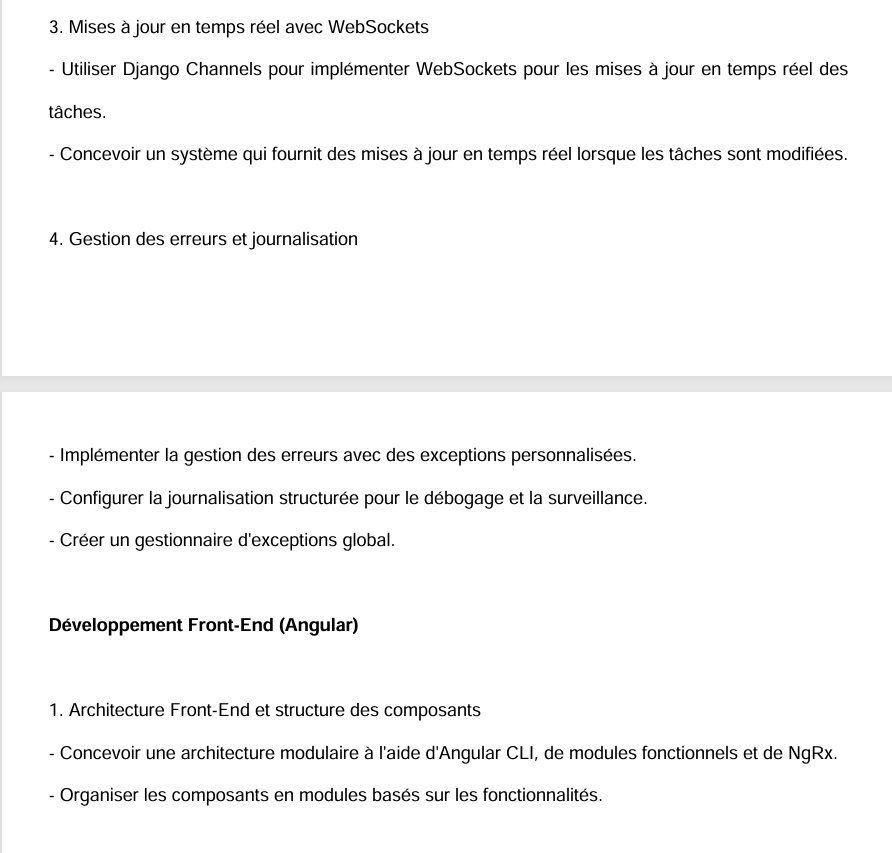 3. Mises à jour en temps réel avec WebSockets
- Utiliser Django Channels pour implémenter WebSockets pour les mises à jour en temps réel des
tâches.
- Concevoir un système qui fournit des mises à jour en temps réel lorsque les tâches sont modifiées.
4. Gestion des erreurs et journalisation
- Implémenter la gestion des erreurs avec des exceptions personnalisées.
- Configurer la journalisation structurée pour le débogage et la surveillance.
- Créer un gestionnaire d'exceptions global.
Développement Front-End (Angular)
1. Architecture Front-End et structure des composants
- Concevoir une architecture modulaire à l'aide d'Angular CLI, de modules fonctionnels et de NgRx.
- Organiser les composants en modules basés sur les fonctionnalités.